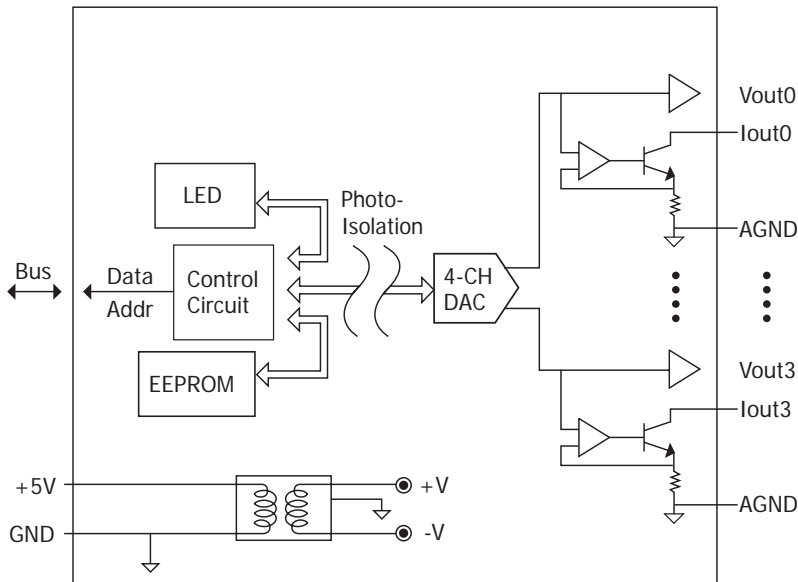 Vout0
Iout0
LED
Photo-
Isolation
AGND
Bus
Data
Addr
Control
Circuit
4-CH
DAC
EEPROM
Vout3
Iout3
+5V
+V
AGND
GND
-V